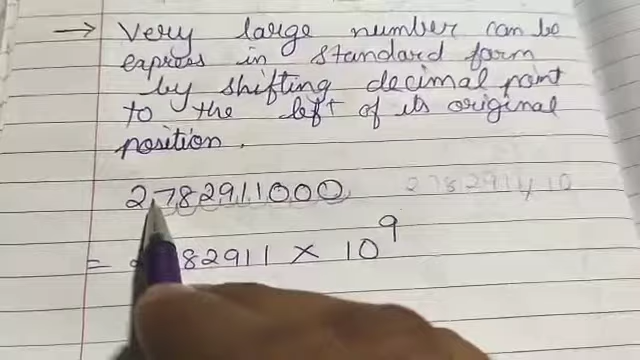 → Very large number can be
express in standard form
by shifting decimal point
to the left of its original
position.
2782911000
= 82911 × 10⁹